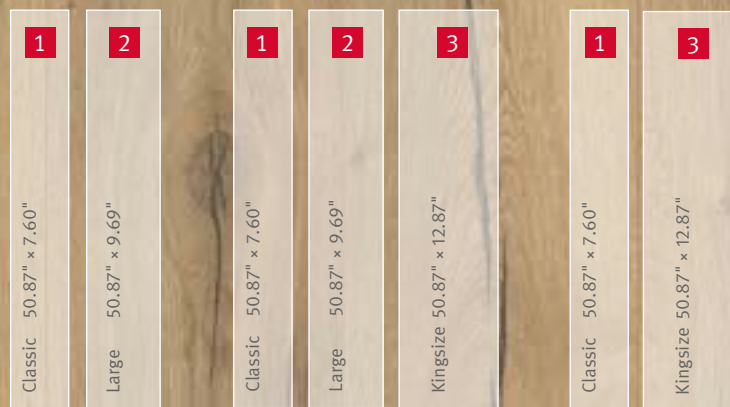 1
Classic 50.87" × 7.60"
2
Large 50.87" × 9.69"
1
Classic 50.87" × 7.60"
2
Large 50.87" × 9.69"
3
Kingsize 50.87" × 12.87"
1
Classic 50.87" × 7.60"
3
Kingsize 50.87" × 12.87"